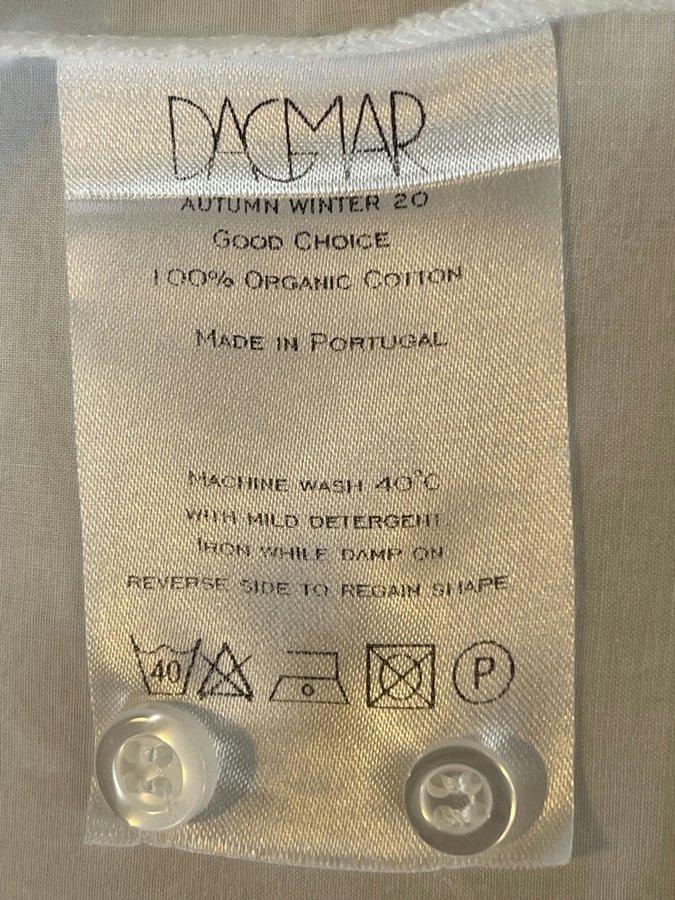 DAGMAR
AUTUMN WINTER 20
GOOD CHOICE
100% ORGANIC COTTON
MADE IN PORTUGAL
MACHINE WASH 40°C
WITH MILD DETERGENT.
IRON WHILE DAMP ON
REVERSE SIDE TO REGAIN SHAPE
40 P